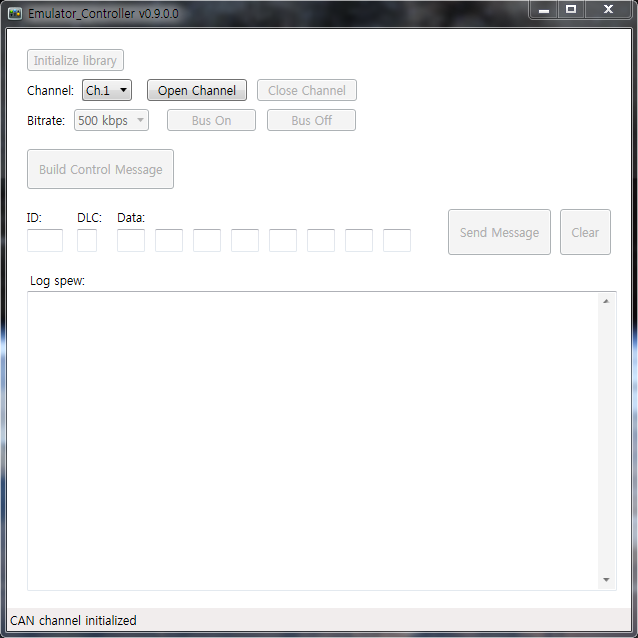 Emulator_Controller v0.9.0.0
Initialize library
Channel: Ch.1 Open Channel Close Channel
Bitrate: 500 kbps Bus On Bus Off
Build Control Message
ID: DLC: Data:
Send Message Clear
Log spew:
CAN channel initialized